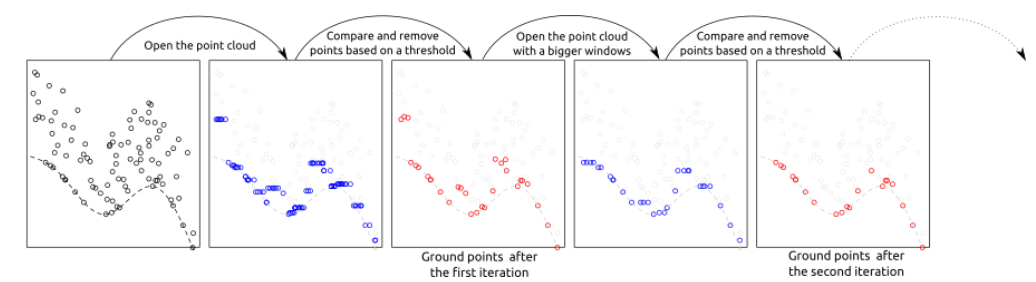 Open the point cloud
Compare and remove
points based on a threshold
Open the point cloud
with a bigger windows
Compare and remove
points based on a threshold
Ground points after
the first iteration
Ground points after
the second iteration